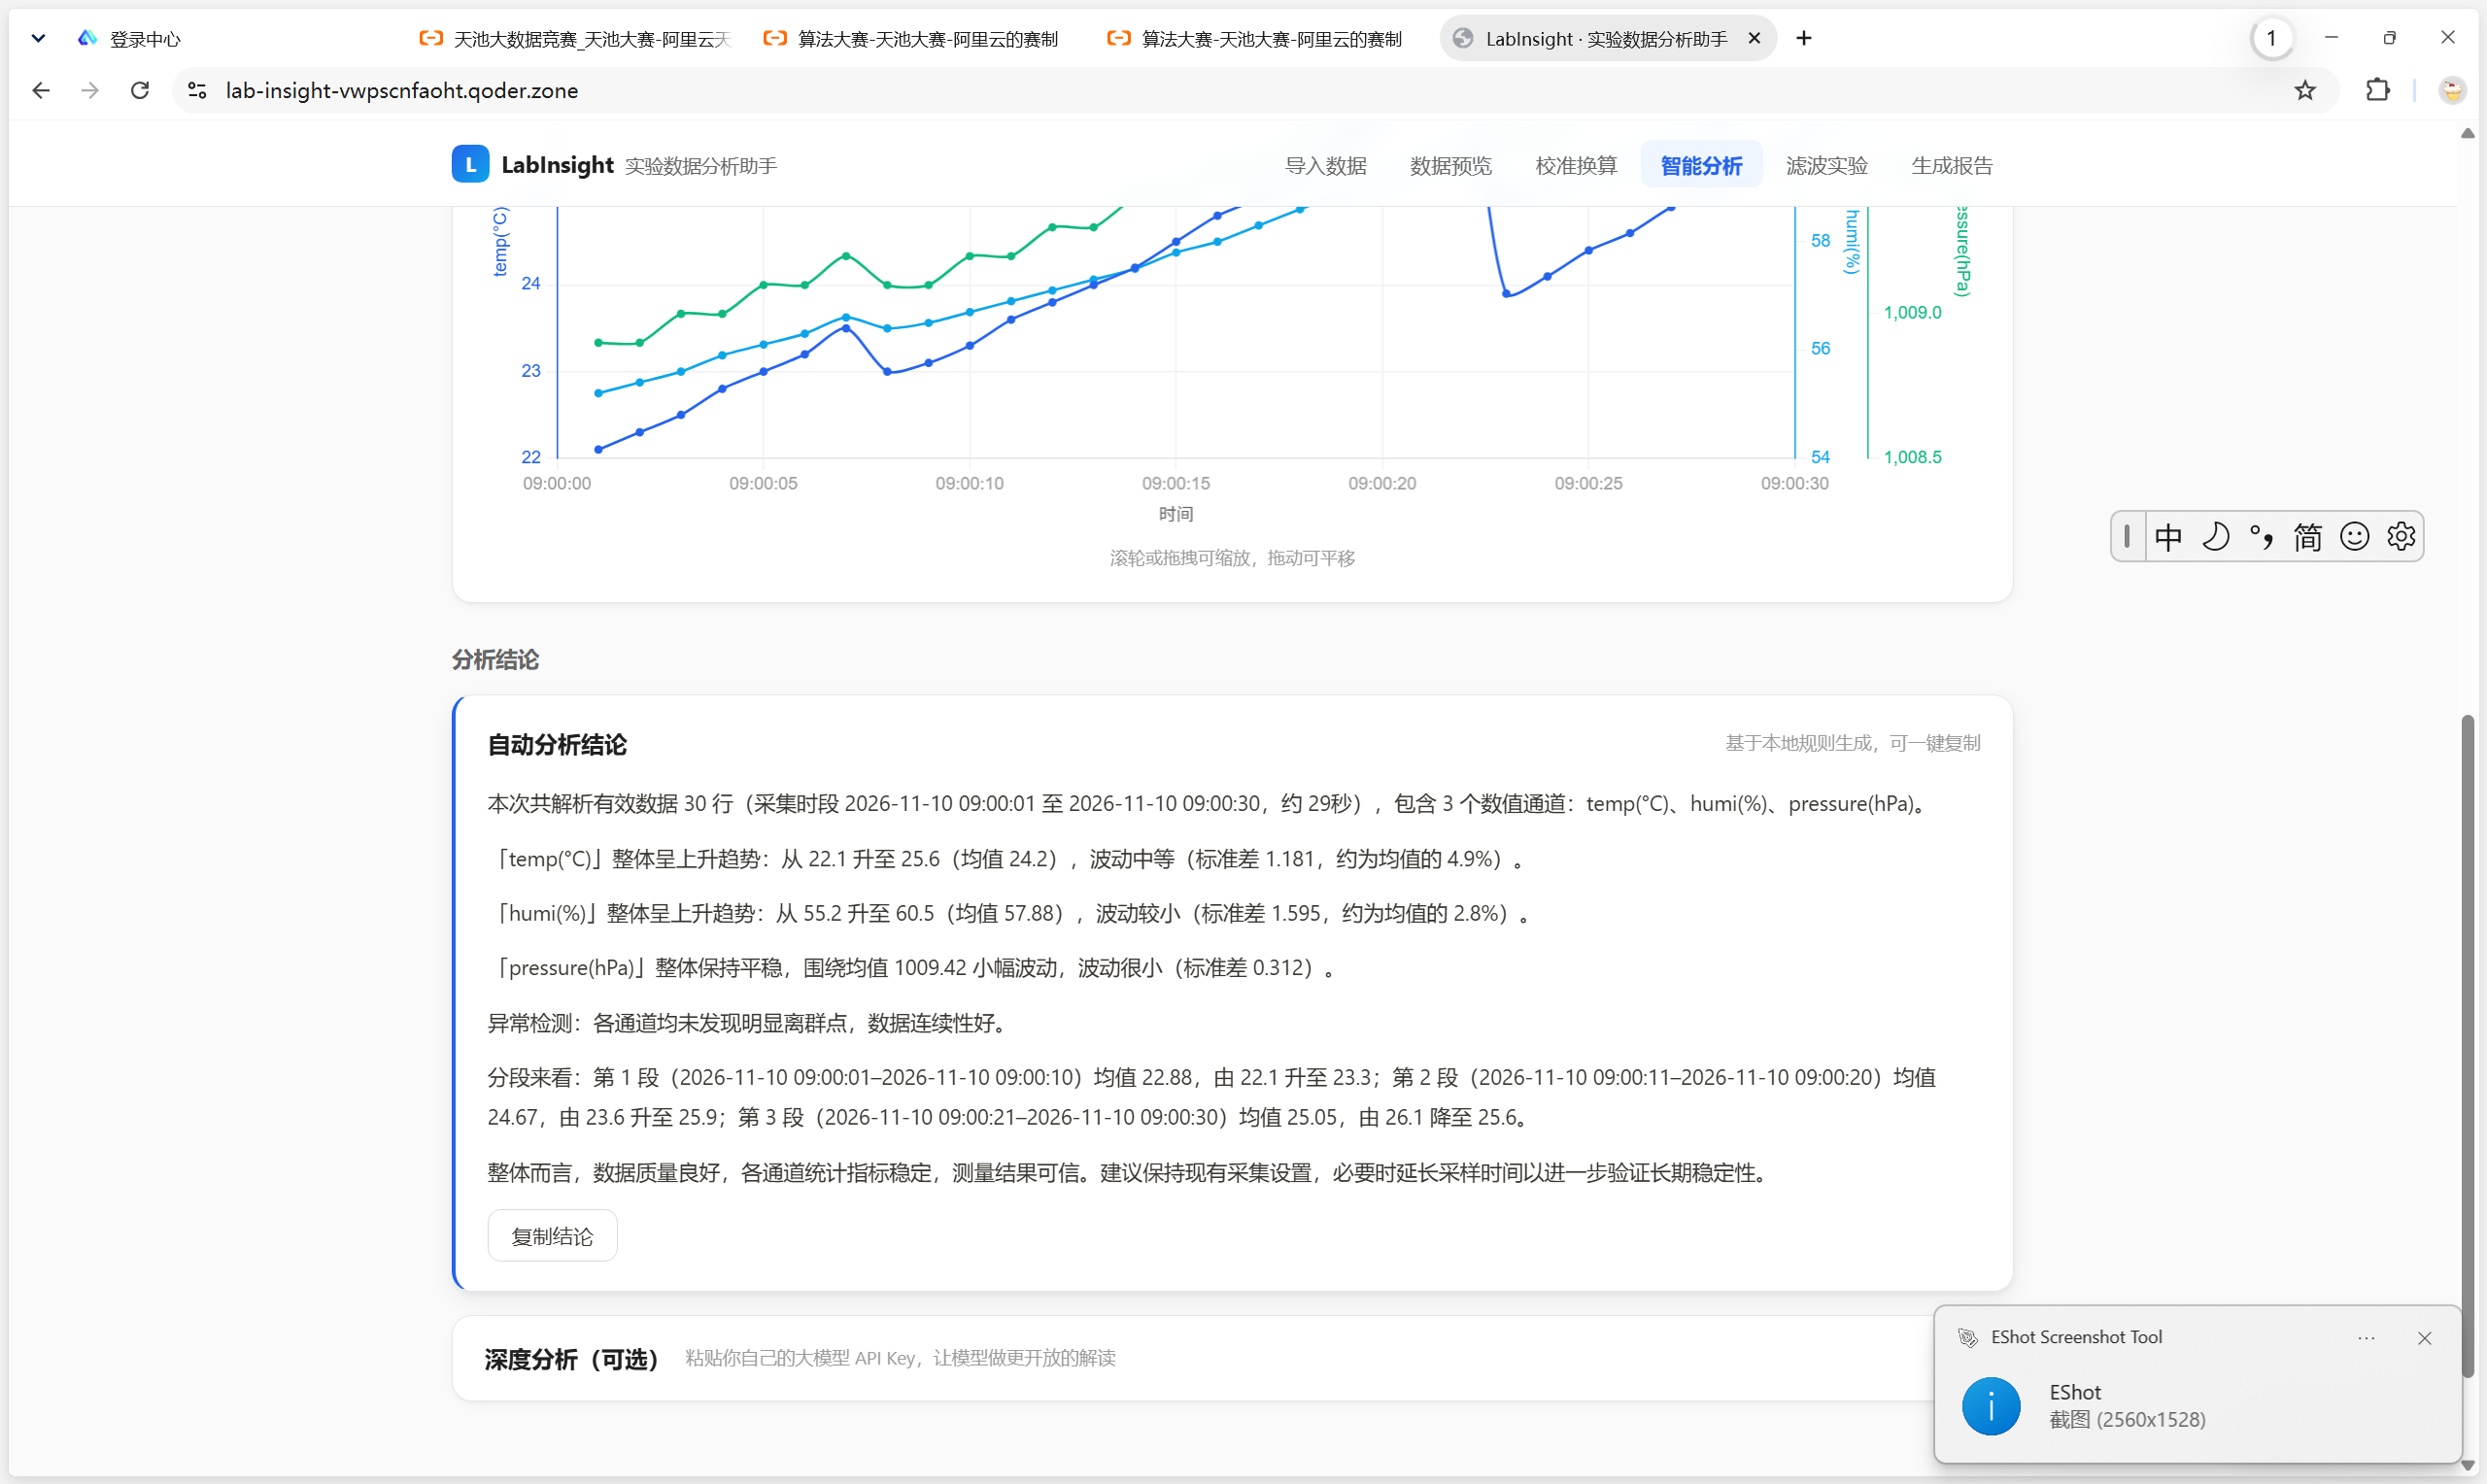 登录中心
天池大数据竞赛_天池大赛-阿里云天
算法大赛-天池大赛-阿里云的赛制
算法大赛-天池大赛-阿里云的赛制
LabInsight · 实验数据分析助手
1
lab-insight-vwpscnfaoht.qoder.zone
L LabInsight 实验数据分析助手
导入数据 数据预览 校准换算 智能分析 滤波实验 生成报告
temp(°C)
24
23
22
58
56
54
humi(%)
1,009.0
1,008.5
ssure(hPa)
09:00:00 09:00:05 09:00:10 09:00:15 09:00:20 09:00:25 09:00:30
时间
滚轮或拖拽可缩放，拖动可平移
中 简
分析结论
自动分析结论
基于本地规则生成，可一键复制
本次共解析有效数据 30 行（采集时段 2026-11-10 09:00:01 至 2026-11-10 09:00:30，约 29秒），包含 3 个数值通道：temp(°C)、humi(%)、pressure(hPa)。
「temp(°C)」整体呈上升趋势：从 22.1 升至 25.6（均值 24.2），波动中等（标准差 1.181，约为均值的 4.9%）。
「humi(%)」整体呈上升趋势：从 55.2 升至 60.5（均值 57.88），波动较小（标准差 1.595，约为均值的 2.8%）。
「pressure(hPa)」整体保持平稳，围绕均值 1009.42 小幅波动，波动很小（标准差 0.312）。
异常检测：各通道均未发现明显离群点，数据连续性好。
分段来看：第 1 段（2026-11-10 09:00:01–2026-11-10 09:00:10）均值 22.88，由 22.1 升至 23.3；第 2 段（2026-11-10 09:00:11–2026-11-10 09:00:20）均值
24.67，由 23.6 升至 25.9；第 3 段（2026-11-10 09:00:21–2026-11-10 09:00:30）均值 25.05，由 26.1 降至 25.6。
整体而言，数据质量良好，各通道统计指标稳定，测量结果可信。建议保持现有采集设置，必要时延长采样时间以进一步验证长期稳定性。
复制结论
深度分析（可选） 粘贴你自己的大模型 API Key，让模型做更开放的解读
EShot Screenshot Tool
EShot
截图 (2560x1528)